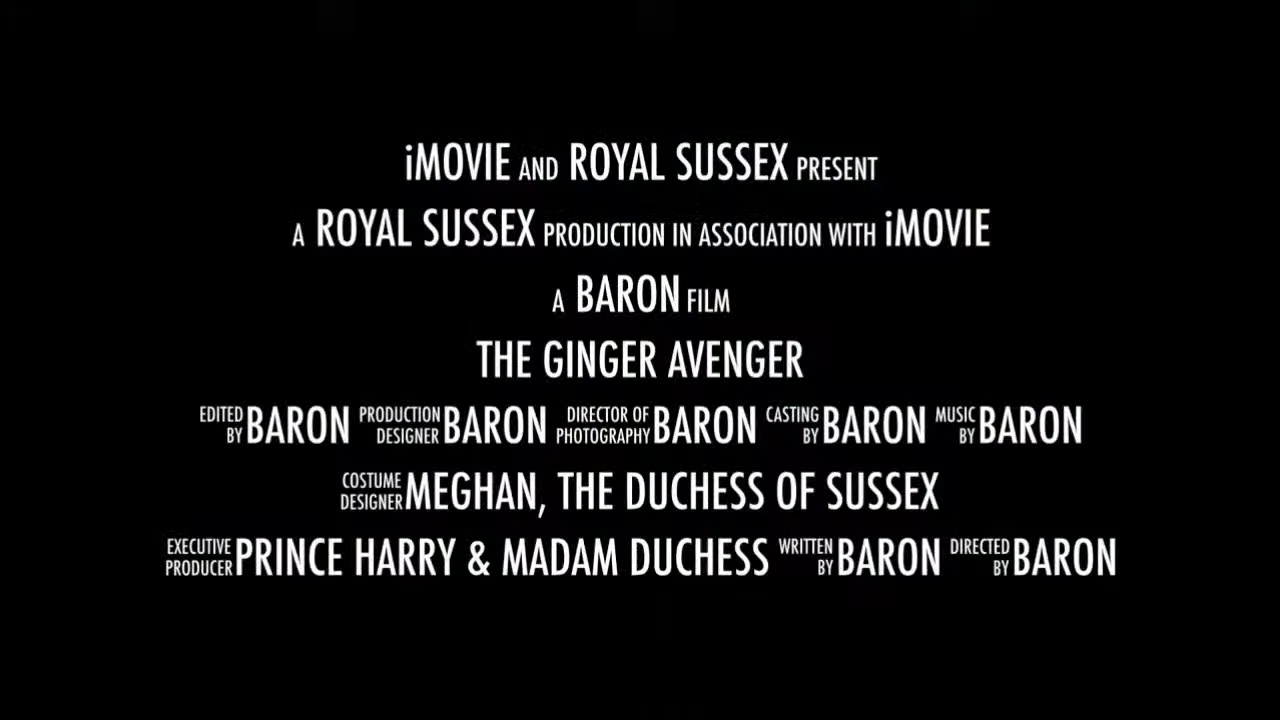 iMOVIE AND ROYAL SUSSEX PRESENT
A ROYAL SUSSEX PRODUCTION IN ASSOCIATION WITH iMOVIE
A BARON FILM
THE GINGER AVENGER
EDITED BY BARON PRODUCTION DESIGNER BARON DIRECTOR OF PHOTOGRAPHY BARON CASTING BY BARON MUSIC BY BARON
COSTUME DESIGNER MEGHAN, THE DUCHESS OF SUSSEX
EXECUTIVE PRODUCER PRINCE HARRY & MADAM DUCHESS WRITTEN BY BARON DIRECTED BY BARON